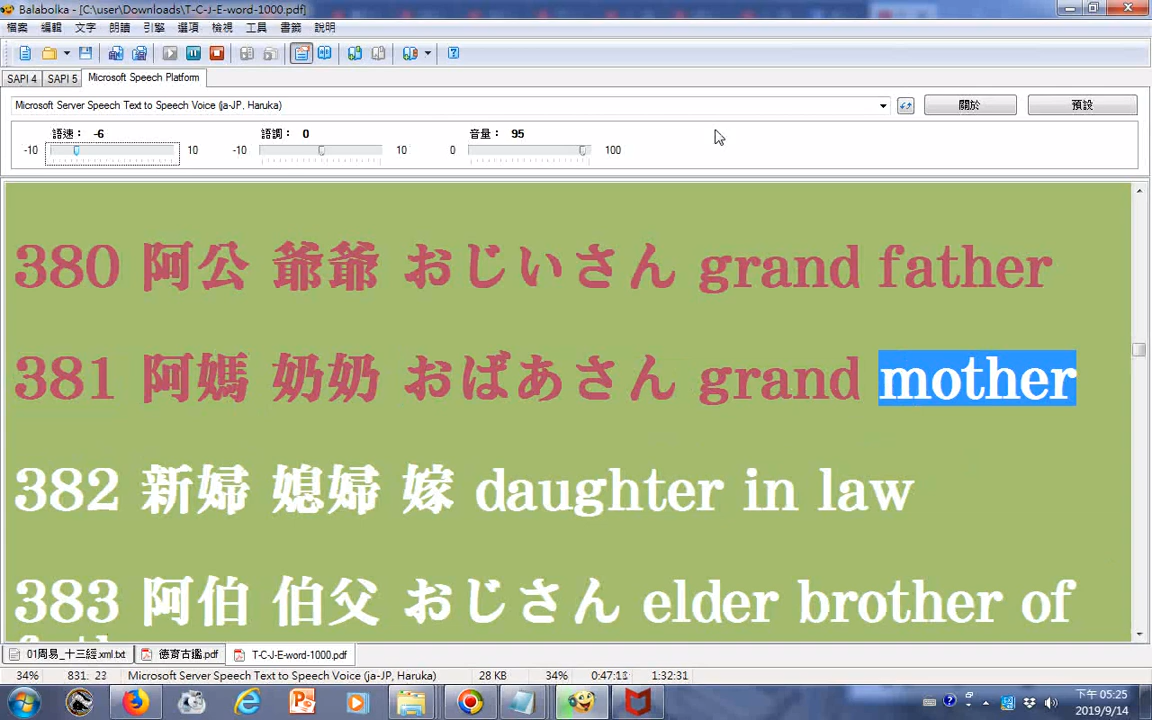 Balabolka - [C:\user\Downloads\T-C-J-E-word-1000.pdf]
檔案 編輯 文字 朗讀 引擎 選項 檢視 工具 書籤 說明
SAPI 4 SAPI 5 Microsoft Speech Platform
Microsoft Server Speech Text to Speech Voice (ja-JP, Haruka) 關於 預設
語速： -6 語調： 0 音量： 95
-10 10 -10 10 0 100
380 阿公 爺爺 おじいさん grand father
381 阿媽 奶奶 おばあさん grand mother
382 新婦 媳婦 嫁 daughter in law
383 阿伯 伯父 おじさん elder brother of
01周易_十三經.xml.txt 德育古鑑.pdf T-C-J-E-word-1000.pdf
34% 831: 23 Microsoft Server Speech Text to Speech Voice (ja-JP, Haruka) 28 KB 34% 0:47:11 1:32:31
下午 05:25
2019/9/14